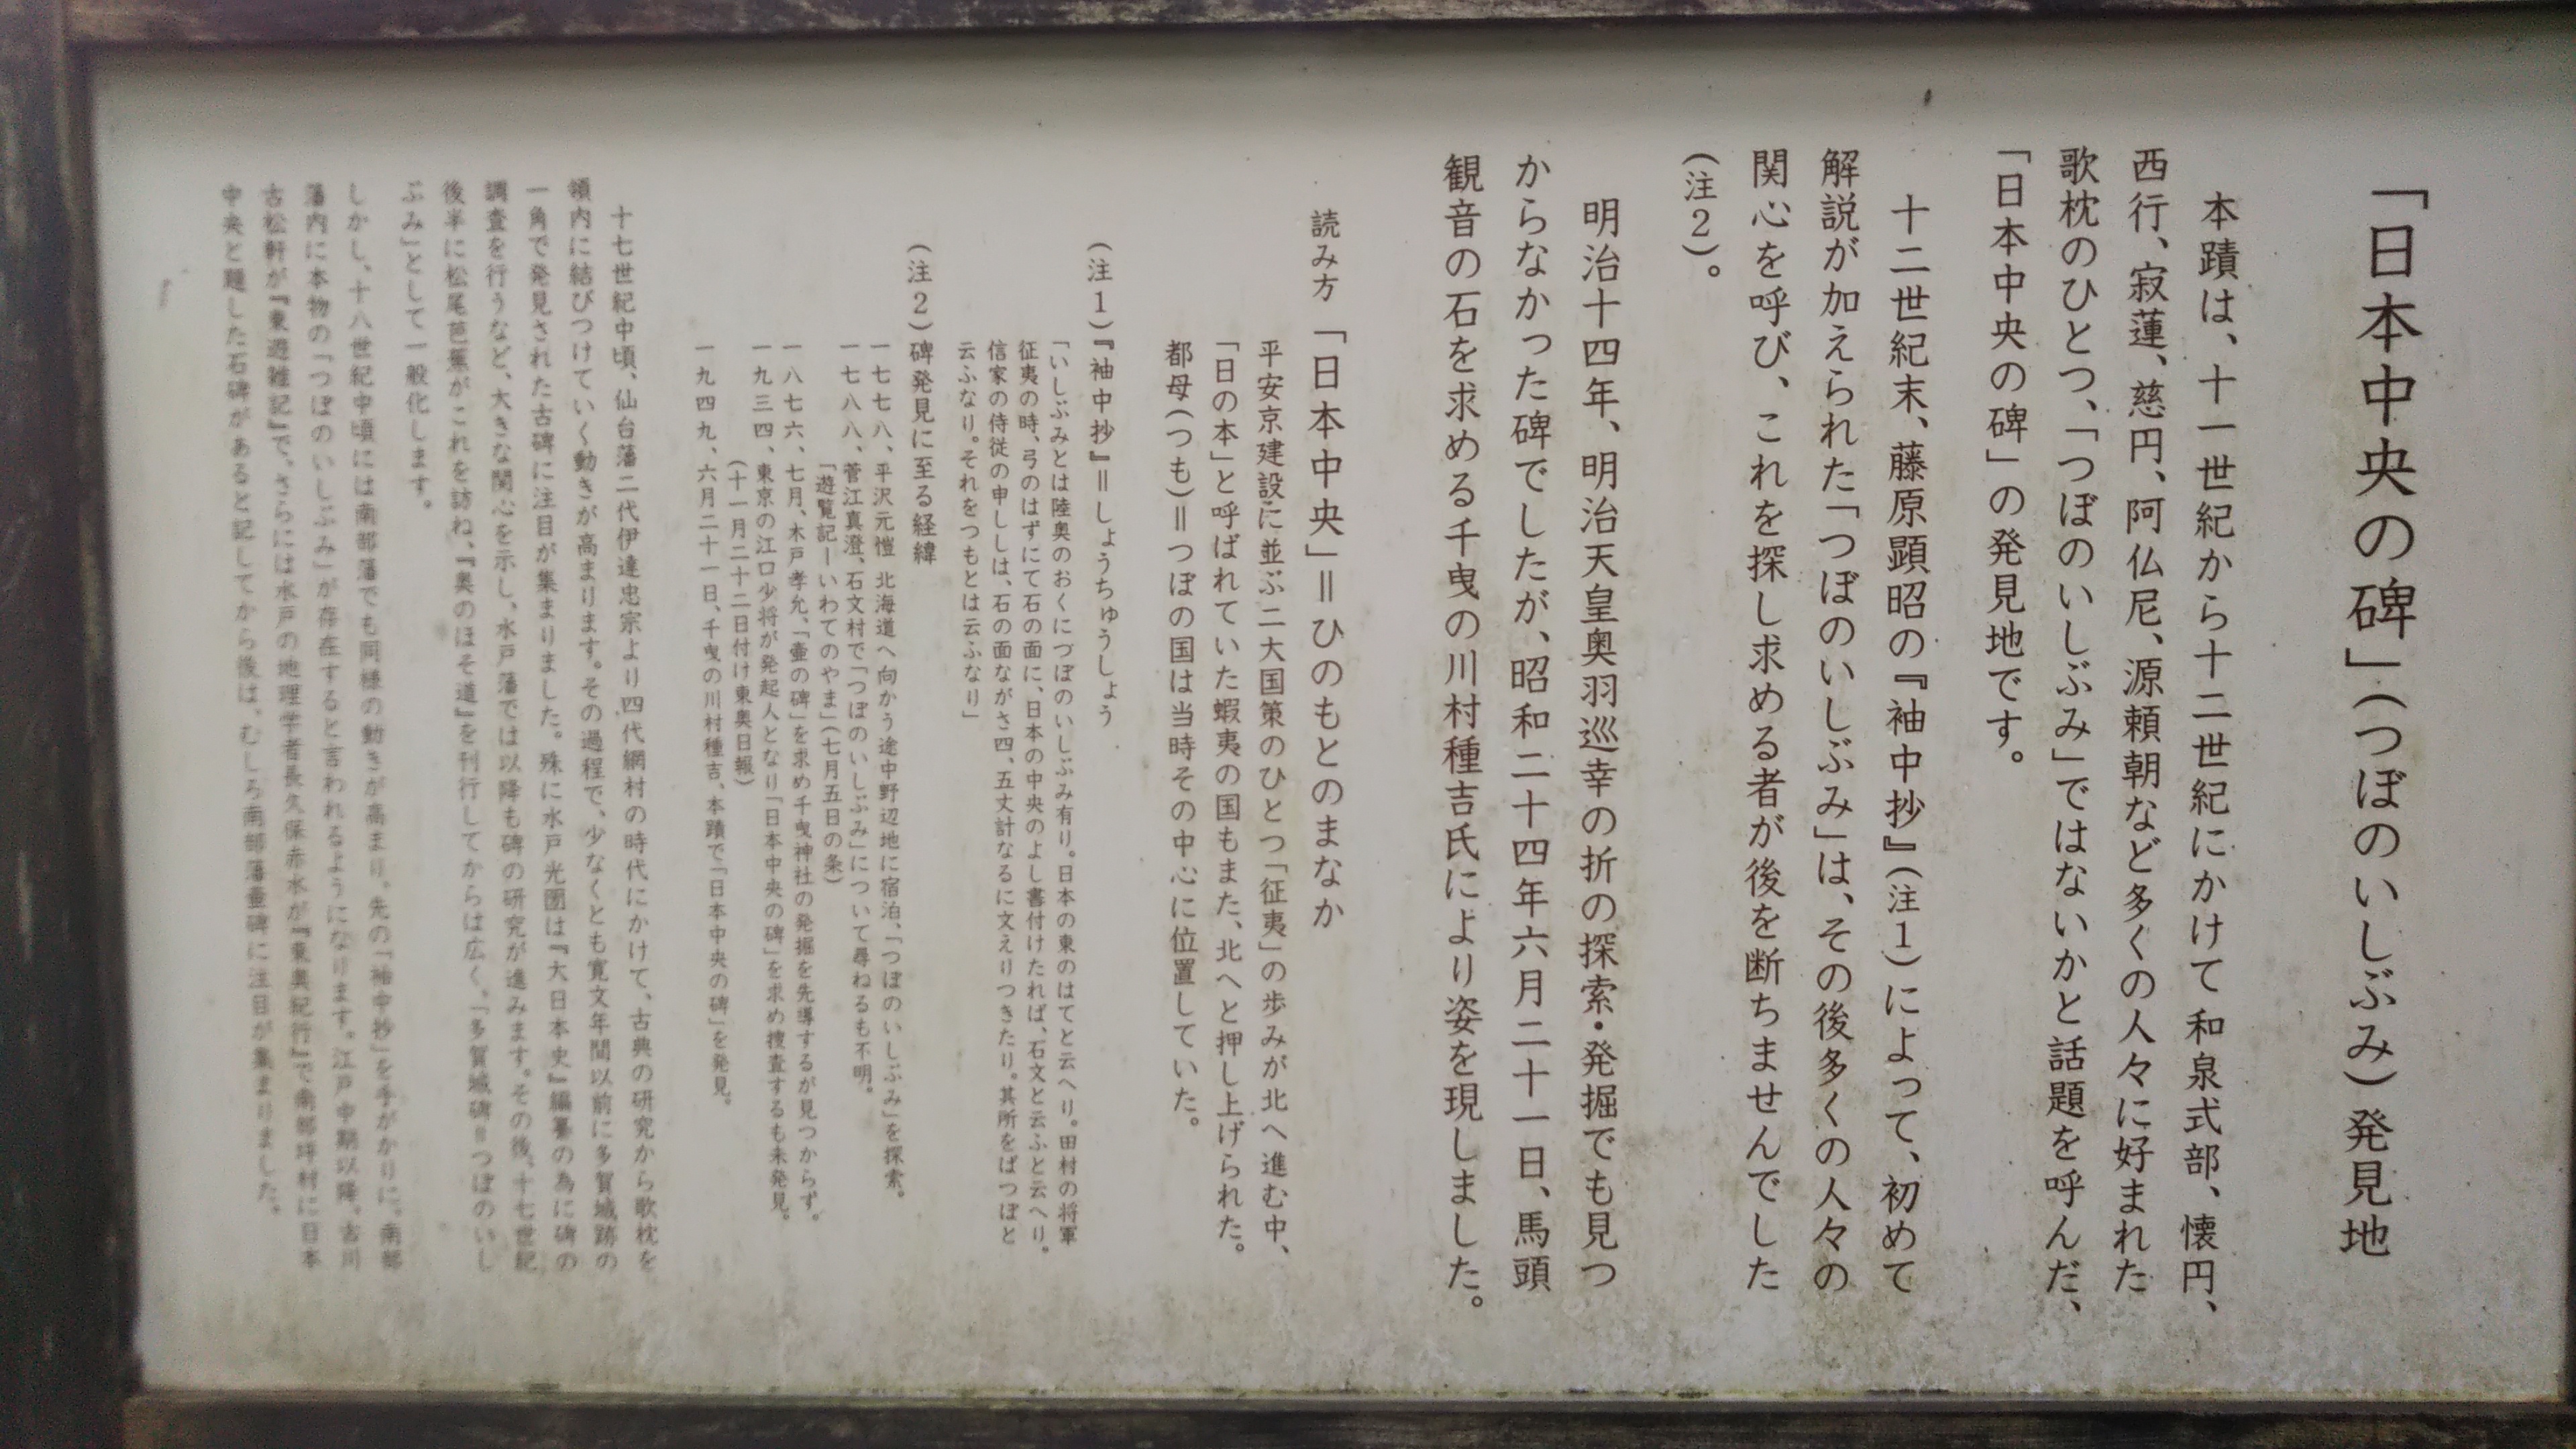 「日本中央の碑」（つぼのいしぶみ）発見地
本蹟は、十一世紀から十二世紀にかけて和泉式部、懐円、
西行、寂蓮、慈円、阿仏尼、源頼朝など多くの人々に好まれた
歌枕のひとつ、「つぼのいしぶみ」ではないかと話題を呼んだ、
「日本中央の碑」の発見地です。
十二世紀末、藤原顕昭の『袖中抄』（注１）によって、初めて
解説が加えられた「つぼのいしぶみ」は、その後多くの人々の
関心を呼び、これを探し求める者が後を断ちませんでした
（注２）。
明治十四年、明治天皇奥羽巡幸の折の探索・発掘でも見つ
からなかった碑でしたが、昭和二十四年六月二十一日、馬頭
観音の石を求める千曳の川村種吉氏により姿を現しました。
読み方「日本中央」＝ひのもとのまなか
平安京建設に並ぶ二大国策のひとつ「征夷」の歩みが北へ進む中、
「日の本」と呼ばれていた蝦夷の国もまた、北へと押し上げられた。
都母（つも）＝つぼの国は当時その中心に位置していた。
（注１）『袖中抄』＝しょうちゅうしょう
「いしぶみとは陸奥のおくにつぼのいしぶみ有り。日本の東のはてと云へり。田村の将軍
征夷の時、弓のはずにて石の面に、日本の中央のよし書付けたれば、石文と云ふと云へり。
信家の侍従の申ししは、石の面ながさ四、五丈計なるに文えりつきたり。其所をばつぼと
云ふなり。それをつもとは云ふなり」
（注２）碑発見に至る経緯
一七七八、平沢元愷 北海道へ向かう途中野辺地に宿泊、「つぼのいしぶみ」を探索。
一七八八、菅江真澄、石文村で「つぼのいしぶみ」について尋ねるも不明。
「遊覧記ーいわてのやま」（七月五日の条）
一八七六、七月、木戸孝允、「壷の碑」を求め千曳神社の発掘を先導するが見つからず。
一九三四、東京の江口少将が発起人となり「日本中央の碑」を求め捜査するも未発見。
（十一月二十二日付け東奥日報）
一九四九、六月二十一日、千曳の川村種吉、本蹟で「日本中央の碑」を発見。
十七世紀中頃、仙台藩二代伊達忠宗より四代綱村の時代にかけて、古典の研究から歌枕を
領内に結びつけていく動きが高まります。その過程で、少なくとも寛文年間以前に多賀城跡の
一角で発見された古碑に注目が集まりました。殊に水戸光圀は『大日本史』編纂の為に碑の
調査を行うなど、大きな関心を示し、水戸藩では以降も碑の研究が進みます。その後、十七世紀
後半に松尾芭蕉がこれを訪ね、『奥のほそ道』を刊行してからは広く、「多賀城碑＝つぼのいし
ぶみ」として一般化します。
しかし、十八世紀中頃には南部藩でも同様の動きが高まり、先の「袖中抄」を手がかりに、南部
藩内に本物の「つぼのいしぶみ」が存在すると言われるようになります。江戸中期以降、古川
古松軒が『東遊雑記』で、さらには水戸の地理学者長久保赤水が『東奥紀行』で南部坪村に日本
中央と題した石碑があると記してから後は、むしろ南部藩壷碑に注目が集まりました。